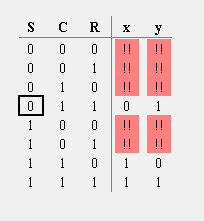 S C R x y
0 0 0 !! !!
0 0 1 !! !!
0 1 0 !! !!
0 1 1 0 1
1 0 0 !! !!
1 0 1 !! !!
1 1 0 1 0
1 1 1 1 1